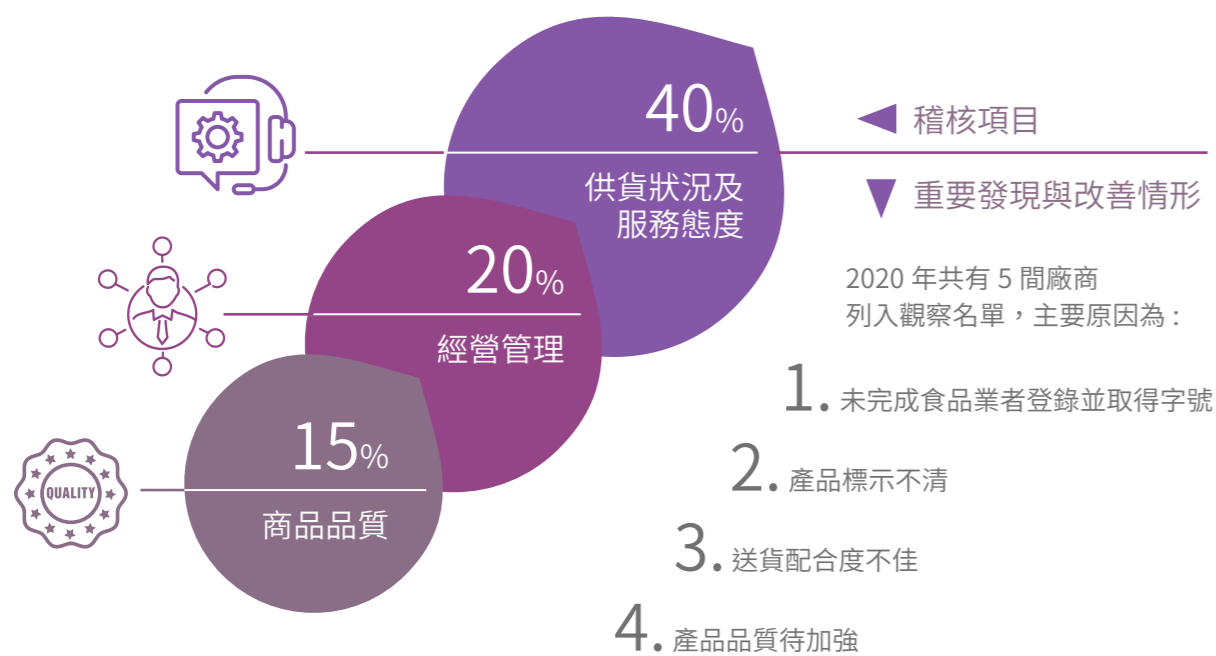 40%
供貨狀況及
服務態度
20%
經營管理
15%
商品品質
QUALITY
稽核項目
重要發現與改善情形
2020 年共有 5 間廠商
列入觀察名單，主要原因為 :
1. 未完成食品業者登錄並取得字號
2. 產品標示不清
3. 送貨配合度不佳
4. 產品品質待加強